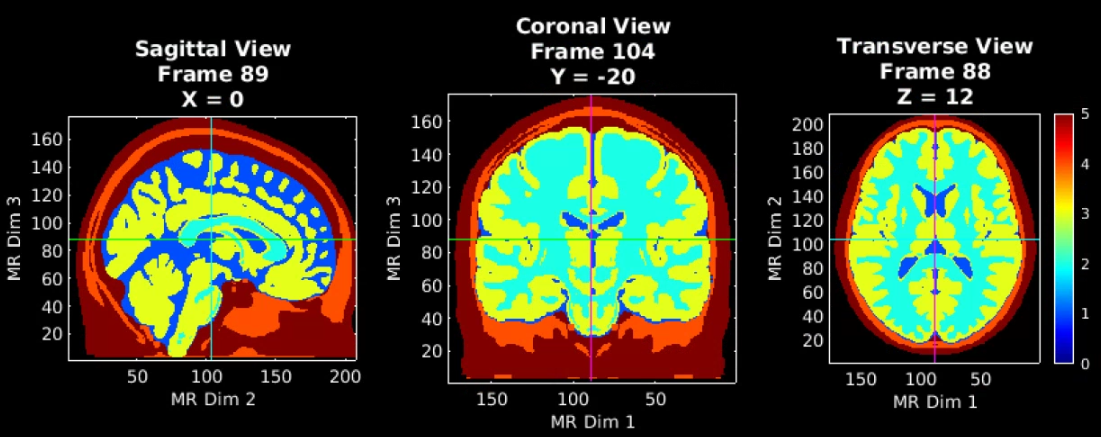 Sagittal View
Frame 89
X = 0
160
140
120
100
80
60
40
20
MR Dim 3
50 100 150 200
MR Dim 2
Coronal View
Frame 104
Y = -20
160
140
120
100
80
60
40
20
MR Dim 3
150 100 50
MR Dim 1
Transverse View
Frame 88
Z = 12
200
180
160
140
120
100
80
60
40
20
MR Dim 2
150 100 50
MR Dim 1
5
4
3
2
1
0